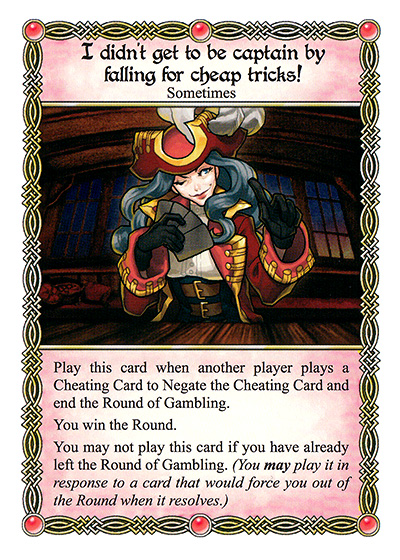 I didn't get to be captain by
falling for cheap tricks!
Sometimes
Play this card when another player plays a
Cheating Card to Negate the Cheating Card and
end the Round of Gambling.
You win the Round.
You may not play this card if you have already
left the Round of Gambling. (You may play it in
response to a card that would force you out of
the Round when it resolves.)